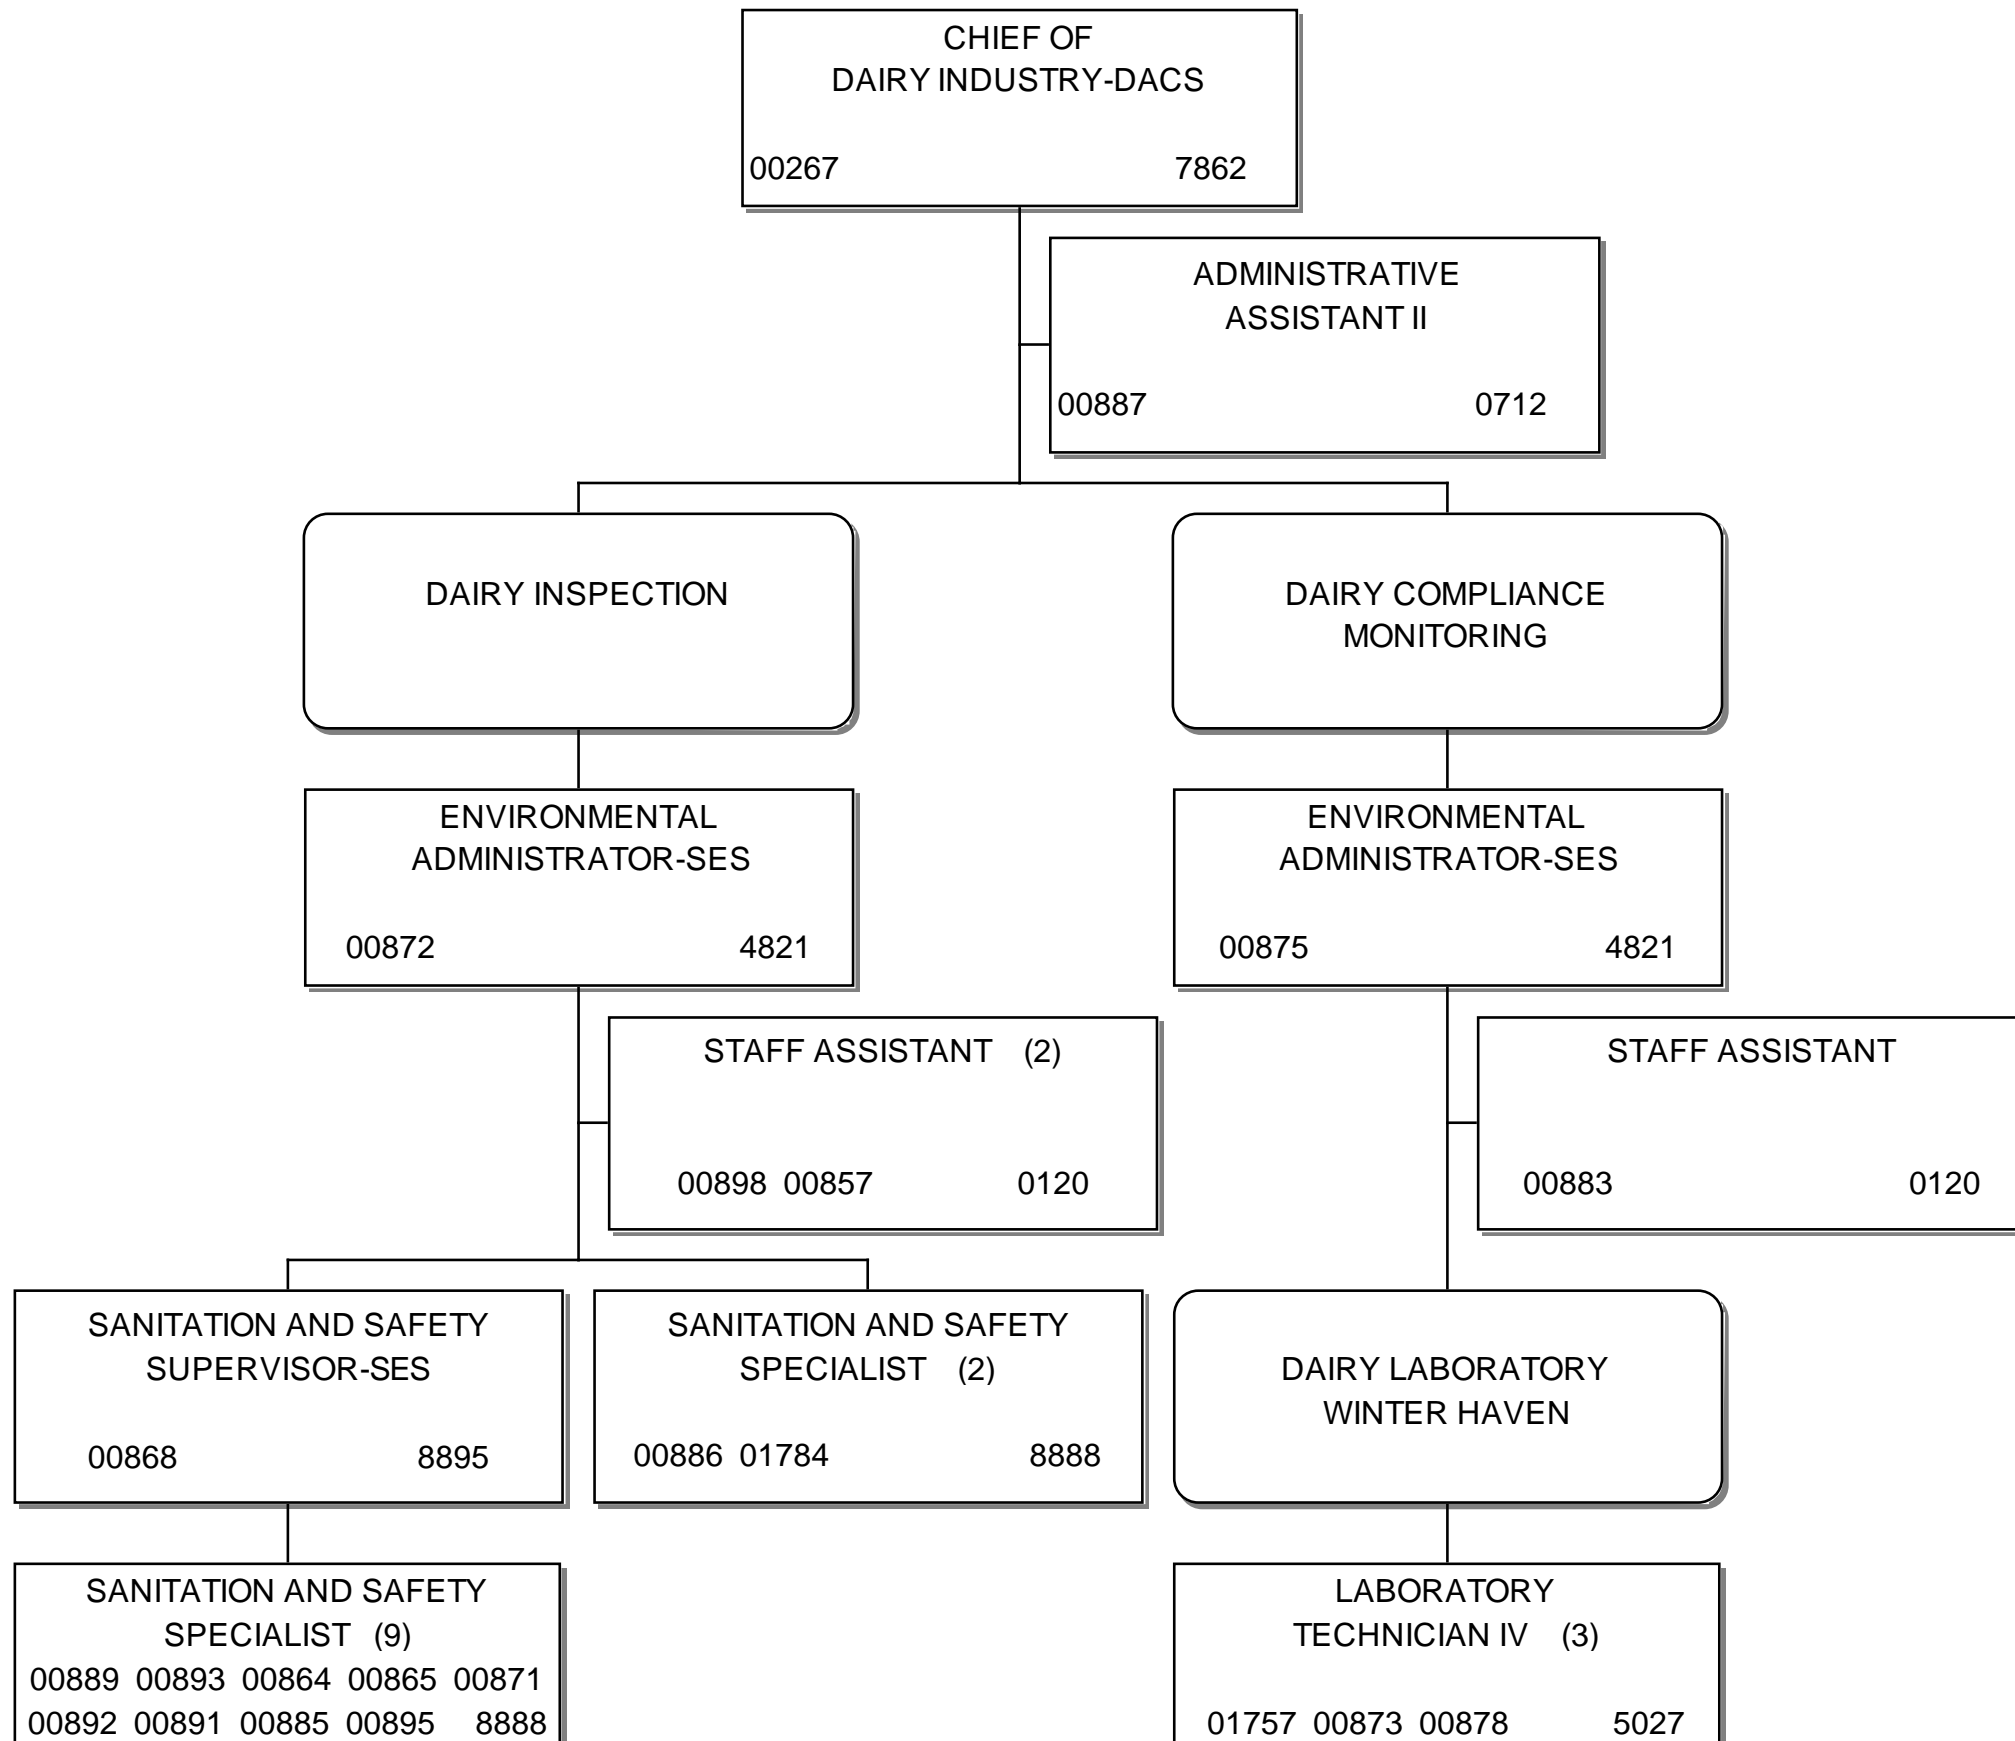 CHIEF OF
DAIRY INDUSTRY-DACS
00267 7862
ADMINISTRATIVE
ASSISTANT II
00887 0712
DAIRY INSPECTION
DAIRY COMPLIANCE
MONITORING
ENVIRONMENTAL
ADMINISTRATOR-SES
00872 4821
ENVIRONMENTAL
ADMINISTRATOR-SES
00875 4821
STAFF ASSISTANT (2)
00898 00857 0120
STAFF ASSISTANT
00883 0120
SANITATION AND SAFETY
SUPERVISOR-SES
00868 8895
SANITATION AND SAFETY
SPECIALIST (2)
00886 01784 8888
DAIRY LABORATORY
WINTER HAVEN
SANITATION AND SAFETY
SPECIALIST (9)
00889 00893 00864 00865 00871
00892 00891 00885 00895 8888
LABORATORY
TECHNICIAN IV (3)
01757 00873 00878 5027